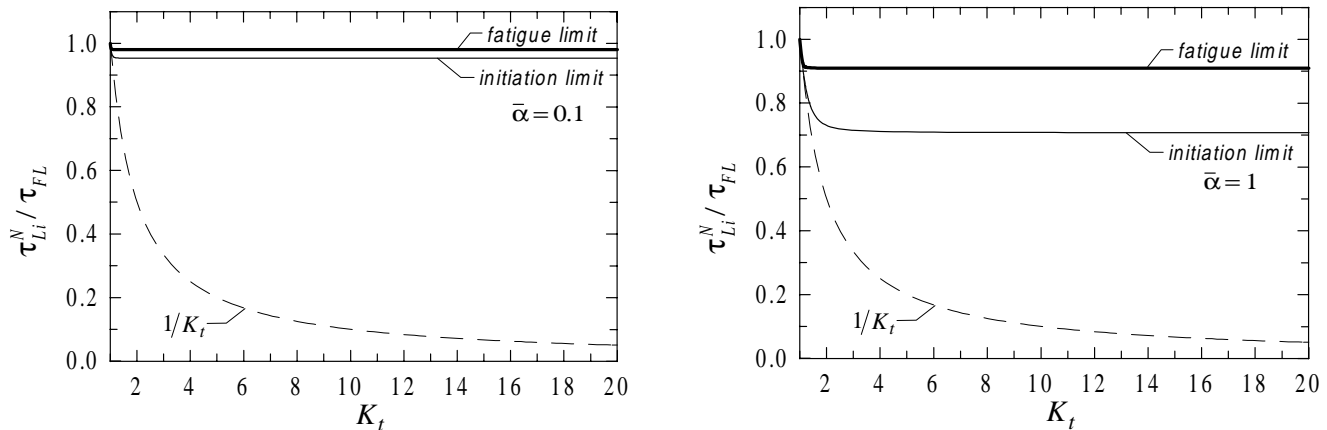 1.0
0.8
0.6
0.4
0.2
0.0
τ_Li^N / τ_FL
fatigue limit
initiation limit
ᾱ = 0.1
1/K_t
2 4 6 8 10 12 14 16 18 20
K_t
1.0
0.8
0.6
0.4
0.2
0.0
τ_Li^N / τ_FL
fatigue limit
initiation limit
ᾱ = 1
1/K_t
2 4 6 8 10 12 14 16 18 20
K_t